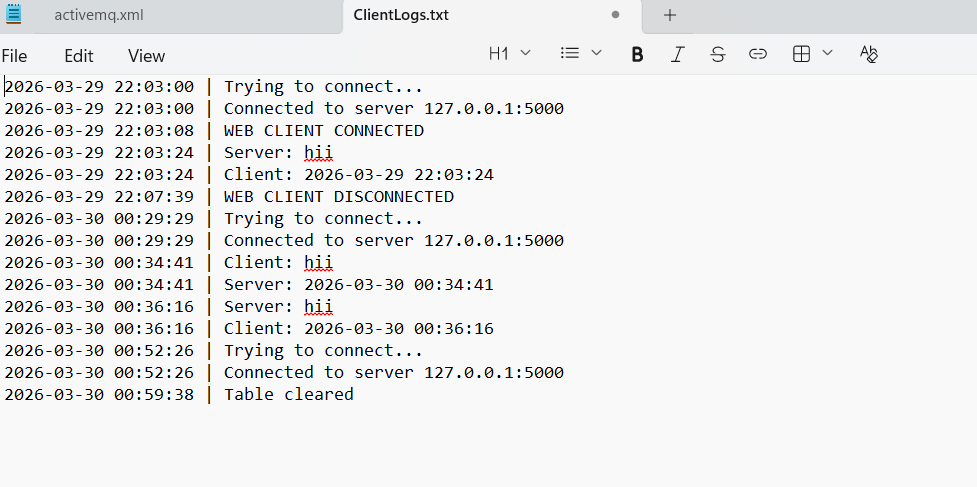 activemq.xml ClientLogs.txt
File Edit View H1 B I S
2026-03-29 22:03:00 | Trying to connect...
2026-03-29 22:03:00 | Connected to server 127.0.0.1:5000
2026-03-29 22:03:08 | WEB CLIENT CONNECTED
2026-03-29 22:03:24 | Server: hii
2026-03-29 22:03:24 | Client: 2026-03-29 22:03:24
2026-03-29 22:07:39 | WEB CLIENT DISCONNECTED
2026-03-30 00:29:29 | Trying to connect...
2026-03-30 00:29:29 | Connected to server 127.0.0.1:5000
2026-03-30 00:34:41 | Client: hii
2026-03-30 00:34:41 | Server: 2026-03-30 00:34:41
2026-03-30 00:36:16 | Server: hii
2026-03-30 00:36:16 | Client: 2026-03-30 00:36:16
2026-03-30 00:52:26 | Trying to connect...
2026-03-30 00:52:26 | Connected to server 127.0.0.1:5000
2026-03-30 00:59:38 | Table cleared